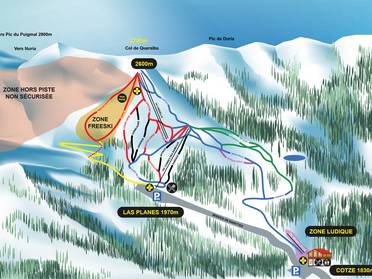 Vers Pic du Puigmal 2900m
Vers Nuria
Col de Queralbs
Pic de Doria
2600m
ZONE HORS PISTE
NON SÉCURISÉE
ZONE
FREESKI
LAS PLANES 1970m
P
ZONE LUDIQUE
P
COTZE 1830m